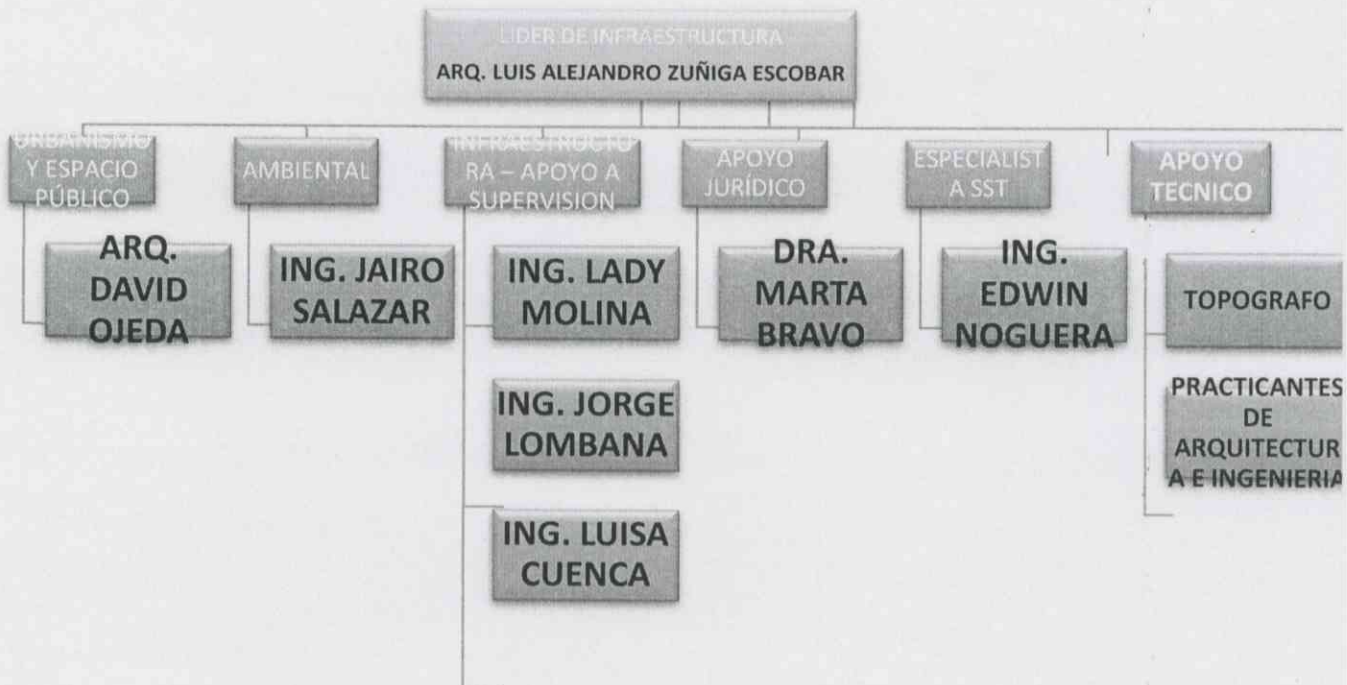 LIDER DE INFRAESTRUCTURA
ARQ. LUIS ALEJANDRO ZUÑIGA ESCOBAR
URBANISMO
Y ESPACIO
PÚBLICO
ARQ.
DAVID
OJEDA
AMBIENTAL
ING. JAIRO
SALAZAR
INFRAESTRUCTU
RA – APOYO A
SUPERVISION
ING. LADY
MOLINA
ING. JORGE
LOMBANA
ING. LUISA
CUENCA
APOYO
JURÍDICO
DRA.
MARTA
BRAVO
ESPECIALIST
A SST
ING.
EDWIN
NOGUERA
APOYO
TECNICO
TOPOGRAFO
PRACTICANTES
DE
ARQUITECTUR
A E INGENIERIA